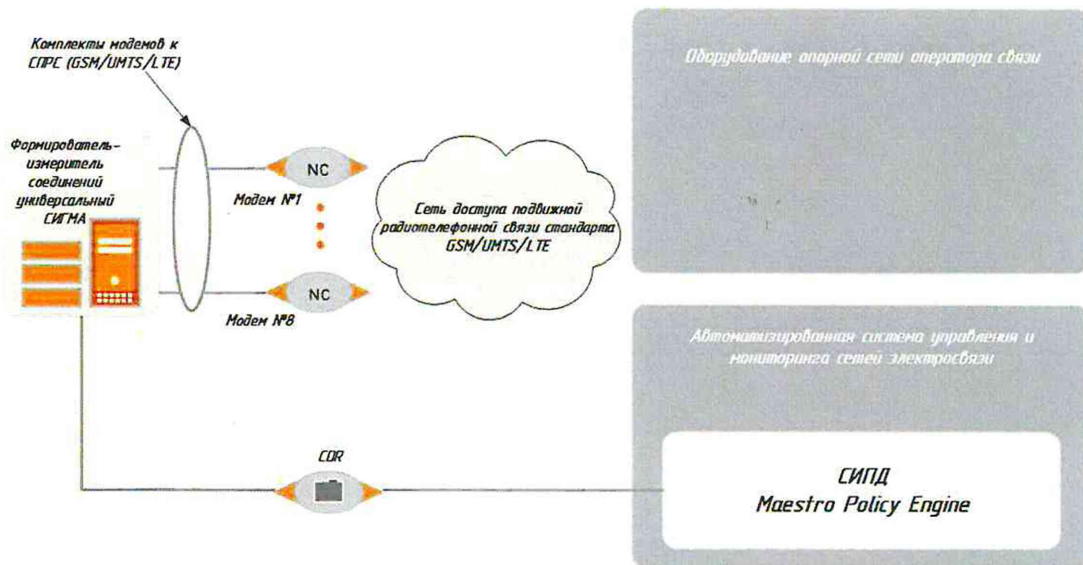 Комплекты модемов к
СПРС (GSM/UMTS/LTE)
Оборудование опорной сети оператора связи
Формирователь-
измеритель
соединений
универсальный
СИГМА
NC
Модем №1
Сеть доступа подвижной
радиотелефонной связи стандарта
GSM/UMTS/LTE
NC
Модем №8
Автоматизированная система управления и
мониторинга сетей электросвязи
CDR
СИПД
Maestro Policy Engine